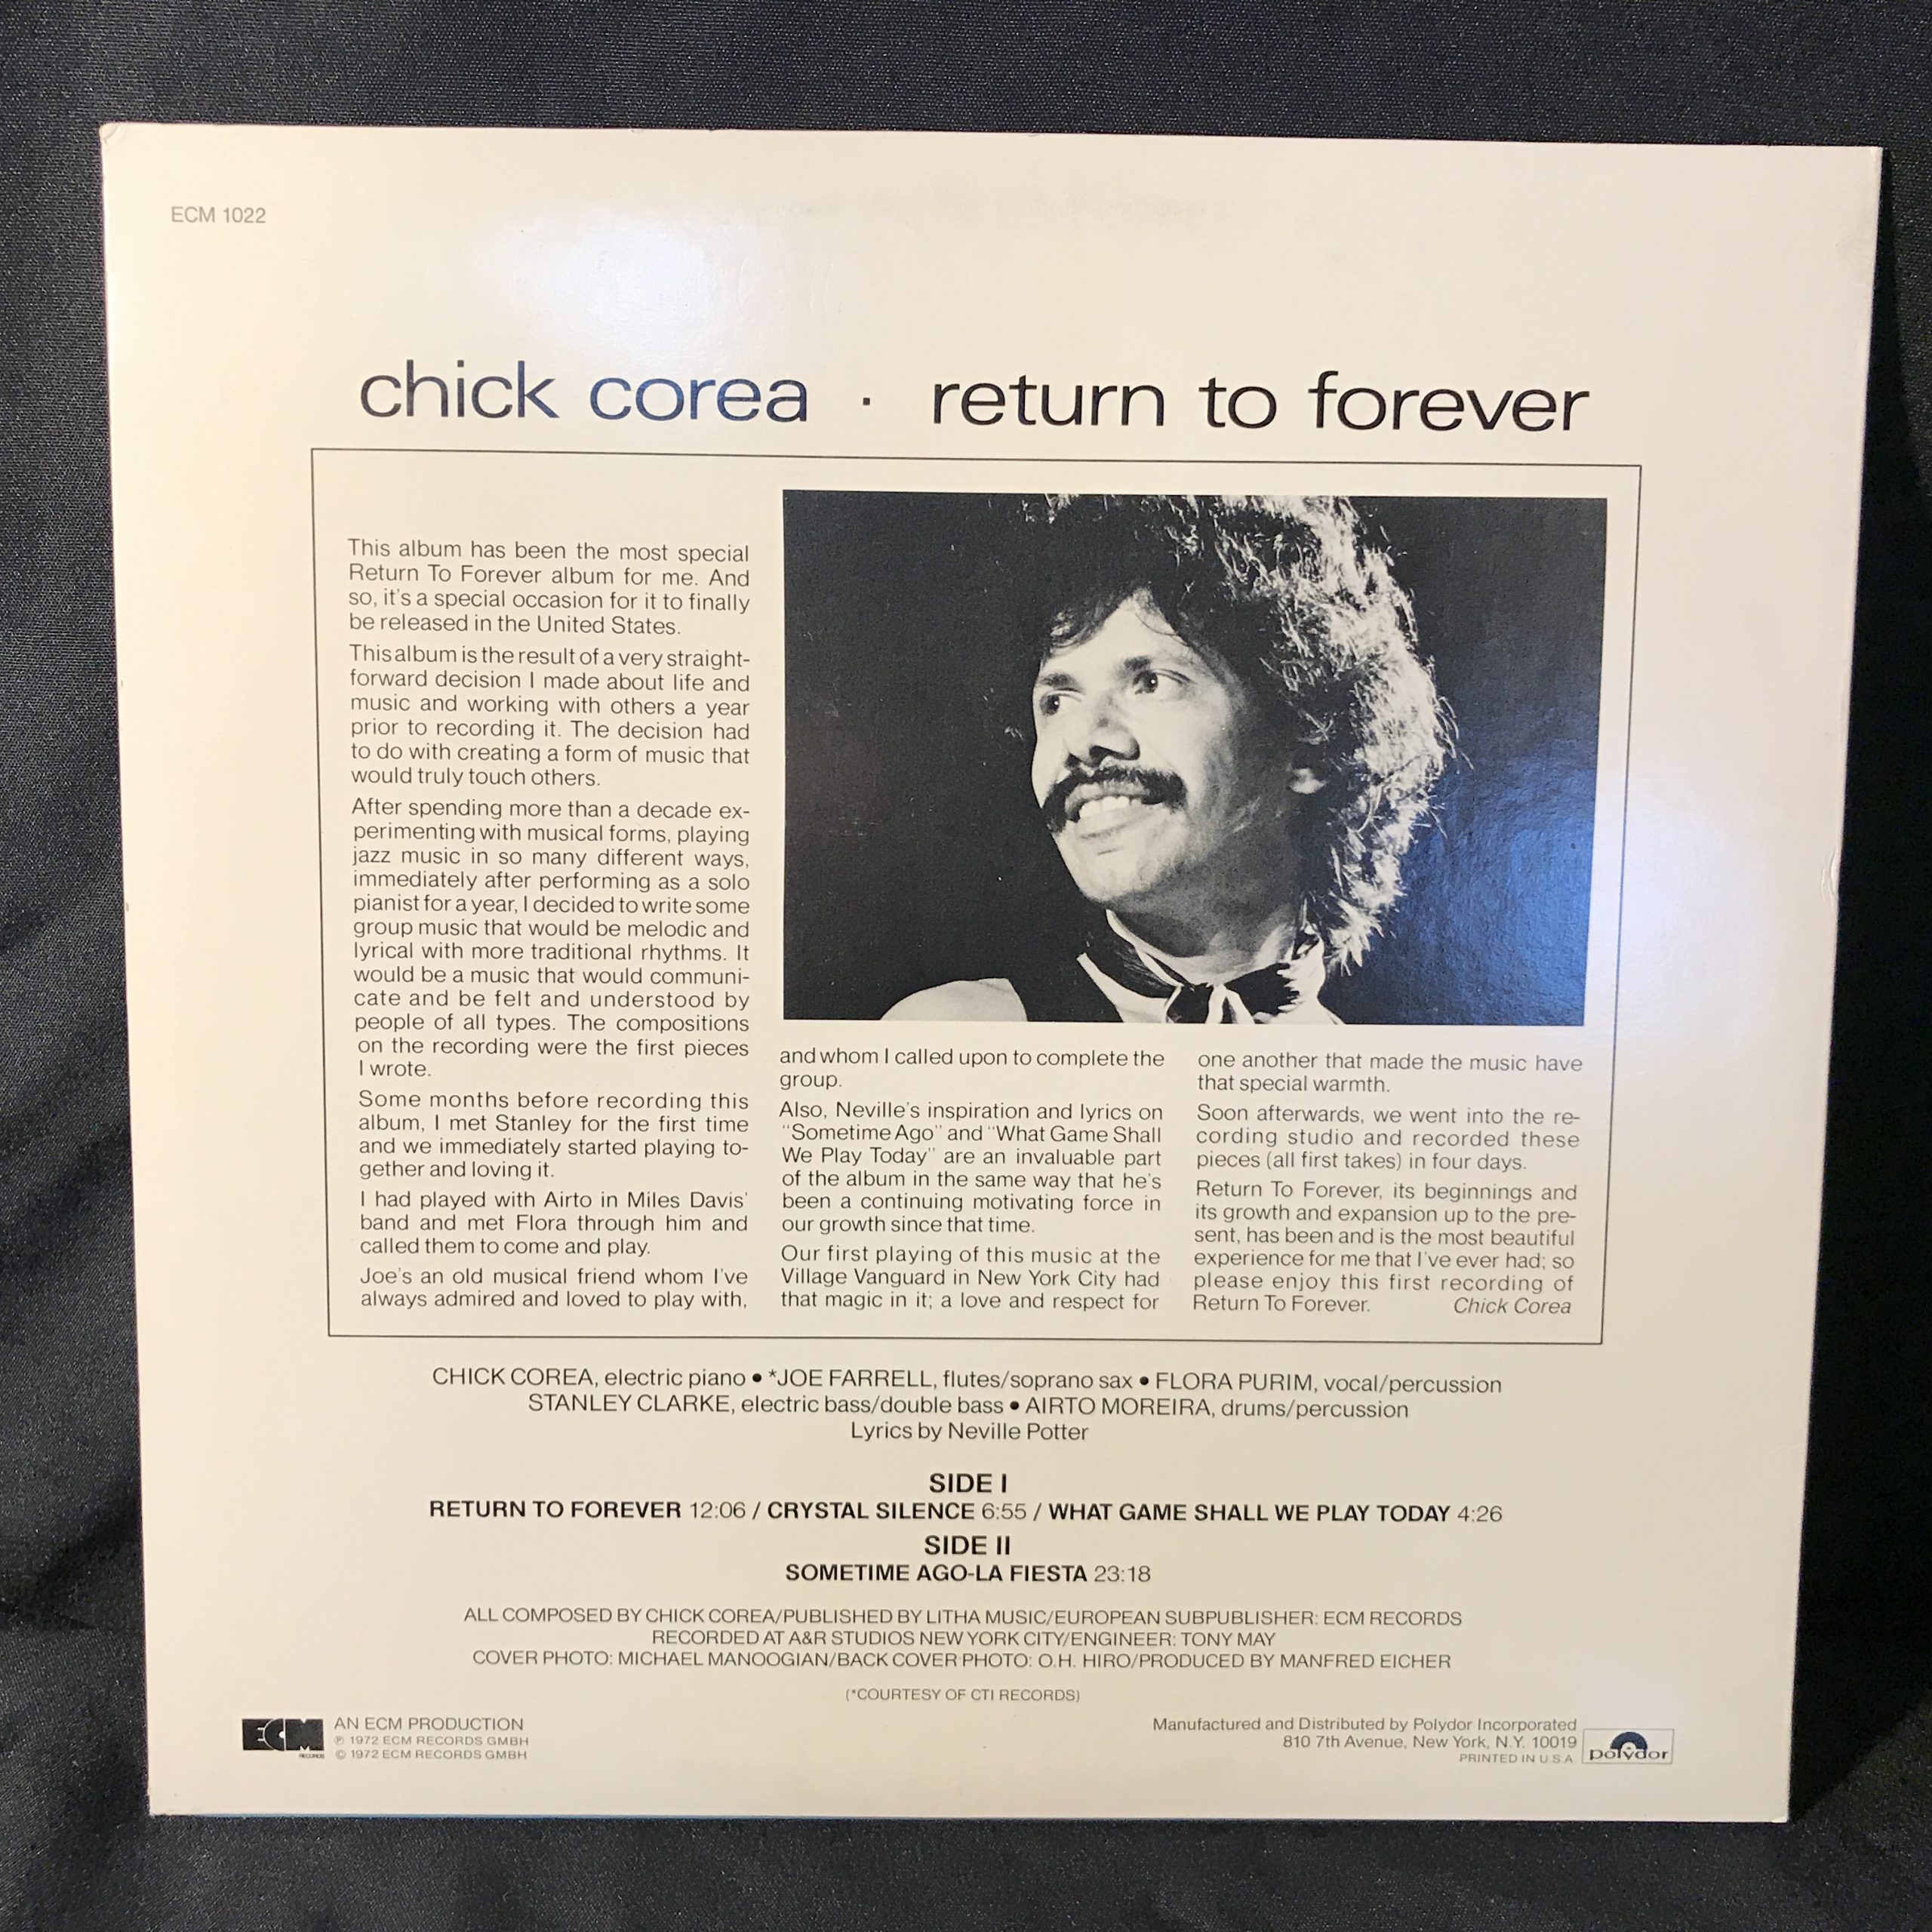 ECM 1022
chick corea · return to forever
This album has been the most special
Return To Forever album for me. And
so, it's a special occasion for it to finally
be released in the United States.
This album is the result of a very straight-
forward decision I made about life and
music and working with others a year
prior to recording it. The decision had
to do with creating a form of music that
would truly touch others.
After spending more than a decade ex-
perimenting with musical forms, playing
jazz music in so many different ways,
immediately after performing as a solo
pianist for a year, I decided to write some
group music that would be melodic and
lyrical with more traditional rhythms. It
would be a music that would communi-
cate and be felt and understood by
people of all types. The compositions
on the recording were the first pieces
I wrote.
Some months before recording this
album, I met Stanley for the first time
and we immediately started playing to-
gether and loving it.
I had played with Airto in Miles Davis'
band and met Flora through him and
called them to come and play.
Joe's an old musical friend whom I've
always admired and loved to play with,
and whom I called upon to complete the
group.
Also, Neville's inspiration and lyrics on
"Sometime Ago" and "What Game Shall
We Play Today" are an invaluable part
of the album in the same way that he's
been a continuing motivating force in
our growth since that time.
Our first playing of this music at the
Village Vanguard in New York City had
that magic in it; a love and respect for
one another that made the music have
that special warmth.
Soon afterwards, we went into the re-
cording studio and recorded these
pieces (all first takes) in four days.
Return To Forever, its beginnings and
its growth and expansion up to the pre-
sent, has been and is the most beautiful
experience for me that I've ever had; so
please enjoy this first recording of
Return To Forever. Chick Corea
CHICK COREA, electric piano • *JOE FARRELL, flutes/soprano sax • FLORA PURIM, vocal/percussion
STANLEY CLARKE, electric bass/double bass • AIRTO MOREIRA, drums/percussion
Lyrics by Neville Potter
SIDE I
RETURN TO FOREVER 12:06 / CRYSTAL SILENCE 6:55 / WHAT GAME SHALL WE PLAY TODAY 4:26
SIDE II
SOMETIME AGO-LA FIESTA 23:18
ALL COMPOSED BY CHICK COREA/PUBLISHED BY LITHA MUSIC/EUROPEAN SUBPUBLISHER: ECM RECORDS
RECORDED AT A&R STUDIOS NEW YORK CITY/ENGINEER: TONY MAY
COVER PHOTO: MICHAEL MANOOGIAN/BACK COVER PHOTO: O.H. HIRO/PRODUCED BY MANFRED EICHER
(*COURTESY OF CTI RECORDS)
ECM RECORDS
AN ECM PRODUCTION
℗ 1972 ECM RECORDS GMBH
© 1972 ECM RECORDS GMBH
Manufactured and Distributed by Polydor Incorporated
810 7th Avenue, New York, N.Y. 10019
PRINTED IN U.S.A
polydor